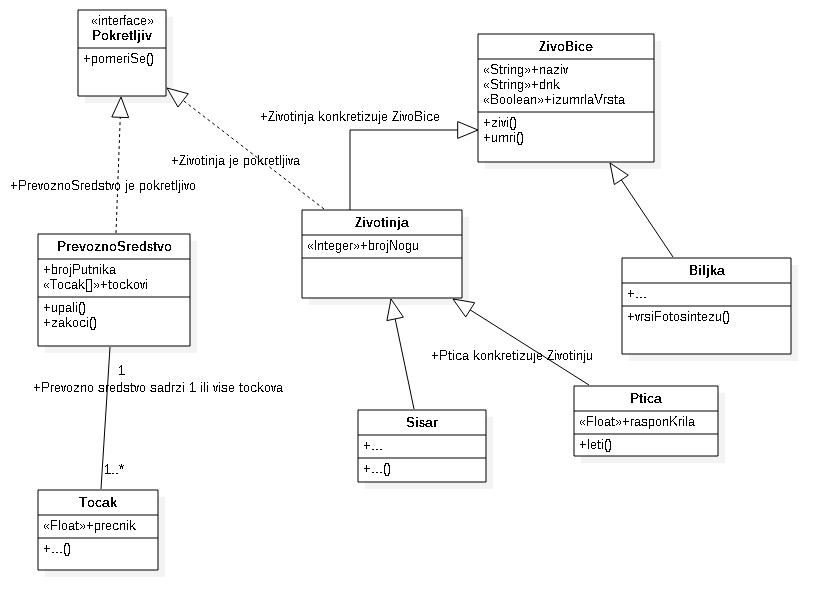 «interface»
Pokretljiv
+pomeriSe()
ZivoBice
«String»+naziv
«String»+dnk
«Boolean»+izumrlaVrsta
+zivi()
+umri()
+Zivotinja konkretizuje ZivoBice
+Zivotinja je pokretljiva
+PrevoznoSredstvo je pokretljivo
Zivotinja
«Integer»+brojNogu
PrevoznoSredstvo
+brojPutnika
«Tocak[]»+tockovi
+upali()
+zakoci()
Biljka
+...
+vrsiFotosintezu()
+Ptica konkretizuje Zivotinju
1
+Prevozno sredstvo sadrzi 1 ili vise tockova
1..*
Ptica
«Float»+rasponKrila
+leti()
Sisar
+...
+...()
Tocak
«Float»+precnik
+...()